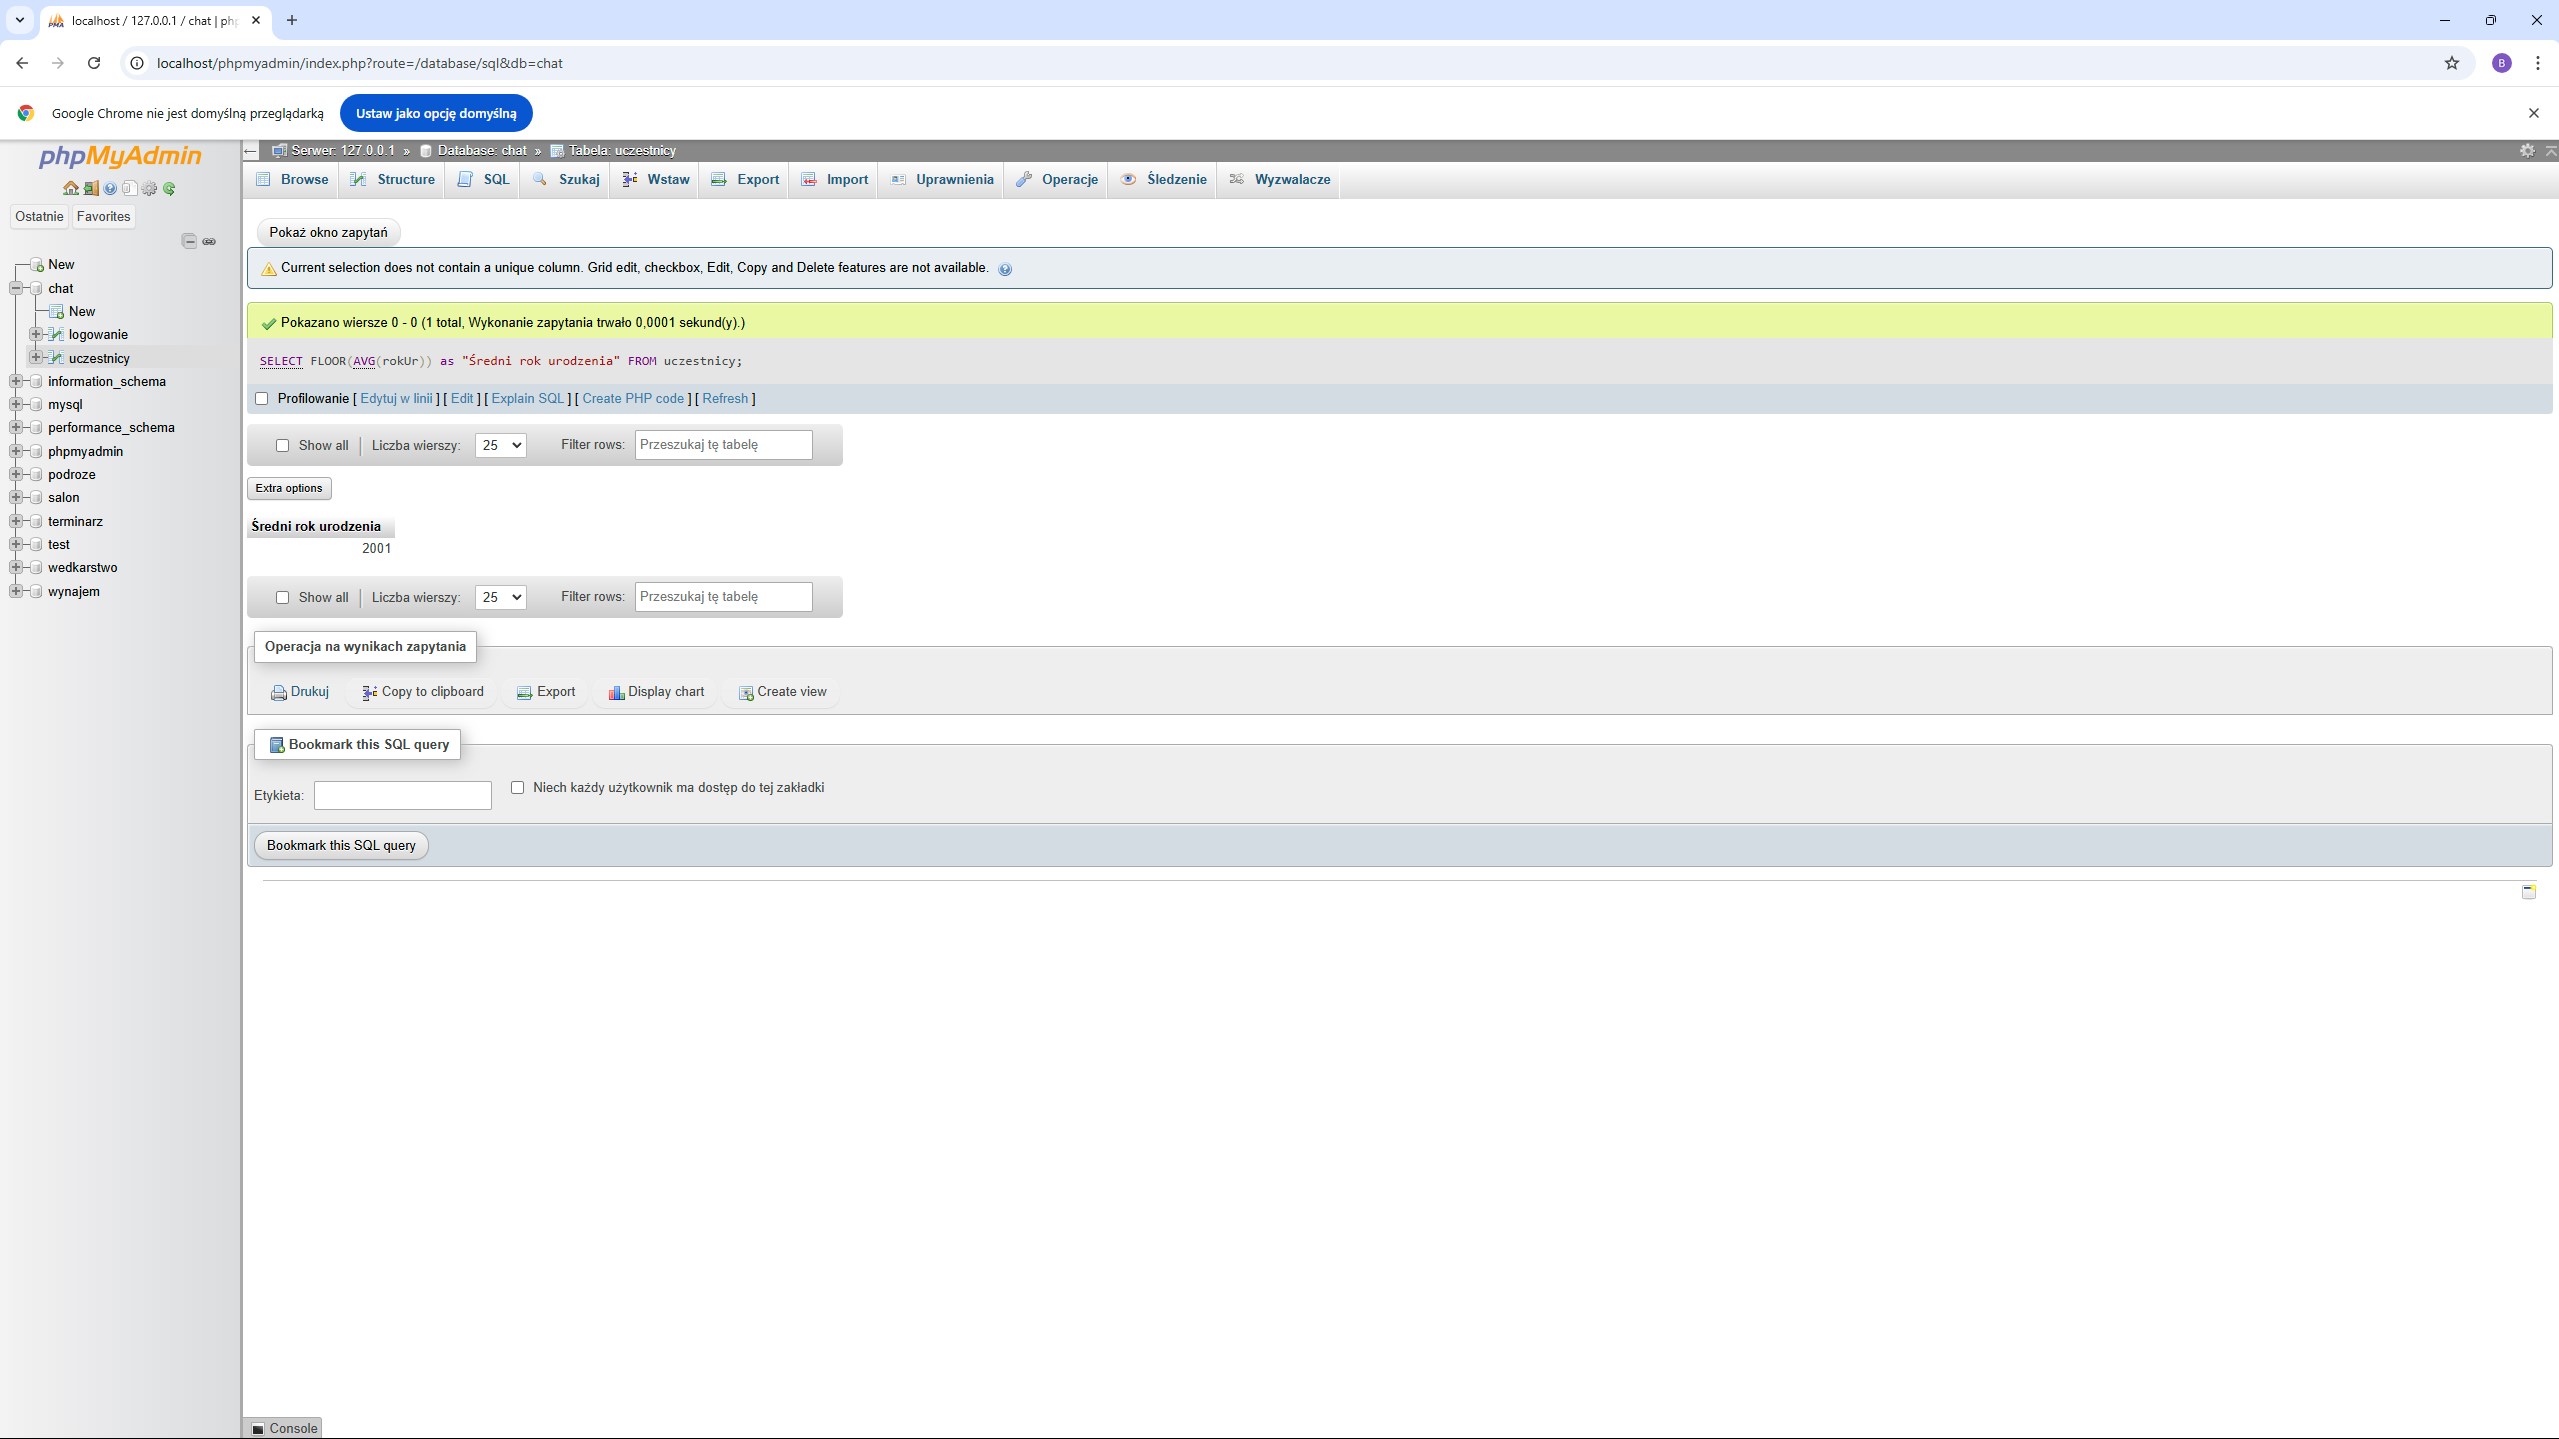 localhost / 127.0.0.1 / chat | php
localhost/phpmyadmin/index.php?route=/database/sql&db=chat
B
Google Chrome nie jest domyślną przeglądarką
Ustaw jako opcję domyślną
phpMyAdmin
Ostatnie
Favorites
New
chat
New
logowanie
uczestnicy
information_schema
mysql
performance_schema
phpmyadmin
podroze
salon
terminarz
test
wedkarstwo
wynajem
Serwer: 127.0.0.1 » Database: chat » Tabela: uczestnicy
Browse Structure SQL Szukaj Wstaw Export Import Uprawnienia Operacje Śledzenie Wyzwalacze
Pokaż okno zapytań
Current selection does not contain a unique column. Grid edit, checkbox, Edit, Copy and Delete features are not available.
Pokazano wiersze 0 - 0 (1 total, Wykonanie zapytania trwało 0,0001 sekund(y).)
SELECT FLOOR(AVG(rokUr)) as "Średni rok urodzenia" FROM uczestnicy;
Profilowanie [ Edytuj w linii ] [ Edit ] [ Explain SQL ] [ Create PHP code ] [ Refresh ]
Show all | Liczba wierszy: 25 Filter rows: Przeszukaj tę tabelę
Extra options
Średni rok urodzenia
2001
Show all | Liczba wierszy: 25 Filter rows: Przeszukaj tę tabelę
Operacja na wynikach zapytania
Drukuj Copy to clipboard Export Display chart Create view
Bookmark this SQL query
Etykieta: Niech każdy użytkownik ma dostęp do tej zakładki
Bookmark this SQL query
Console